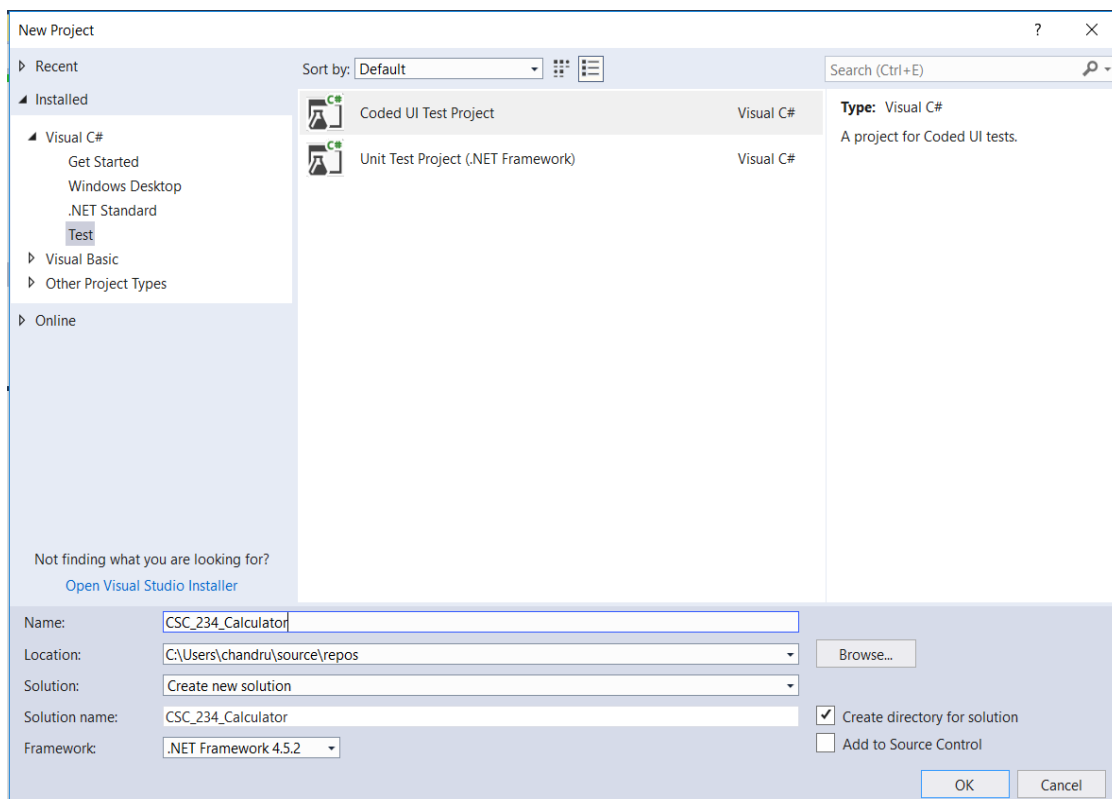 New Project
?
Recent
Installed
Visual C#
Get Started
Windows Desktop
.NET Standard
Test
Visual Basic
Other Project Types
Online
Not finding what you are looking for?
Open Visual Studio Installer
Sort by: Default
C# Coded UI Test Project Visual C#
C# Unit Test Project (.NET Framework) Visual C#
Search (Ctrl+E)
Type: Visual C#
A project for Coded UI tests.
Name: CSC_234_Calculator
Location: C:\Users\chandru\source\repos Browse...
Solution: Create new solution
Solution name: CSC_234_Calculator Create directory for solution
Framework: .NET Framework 4.5.2 Add to Source Control
OK Cancel